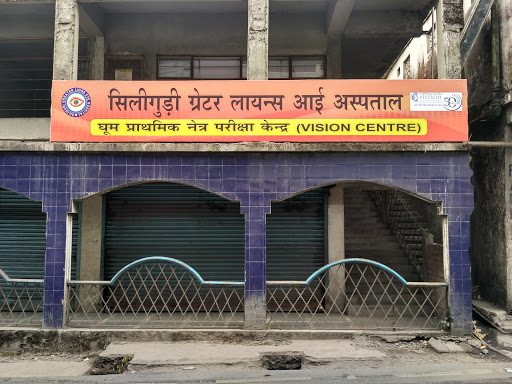 सिलीगुड़ी ग्रेटर लायन्स आई अस्पताल
घूम प्राथमिक नेत्र परीक्षा केन्द्र (VISION CENTRE)